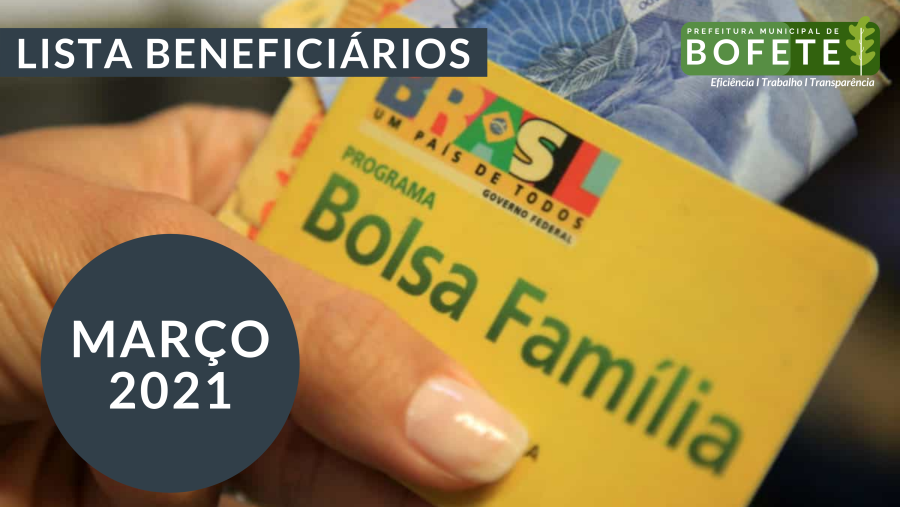 LISTA BENEFICIÁRIOS
PREFEITURA MUNICIPAL DE
BOFETE
Eficiência I Trabalho I Transparência
BRASIL
UM PAÍS DE TODOS
GOVERNO FEDERAL
PROGRAMA
Bolsa Família
MARÇO
2021